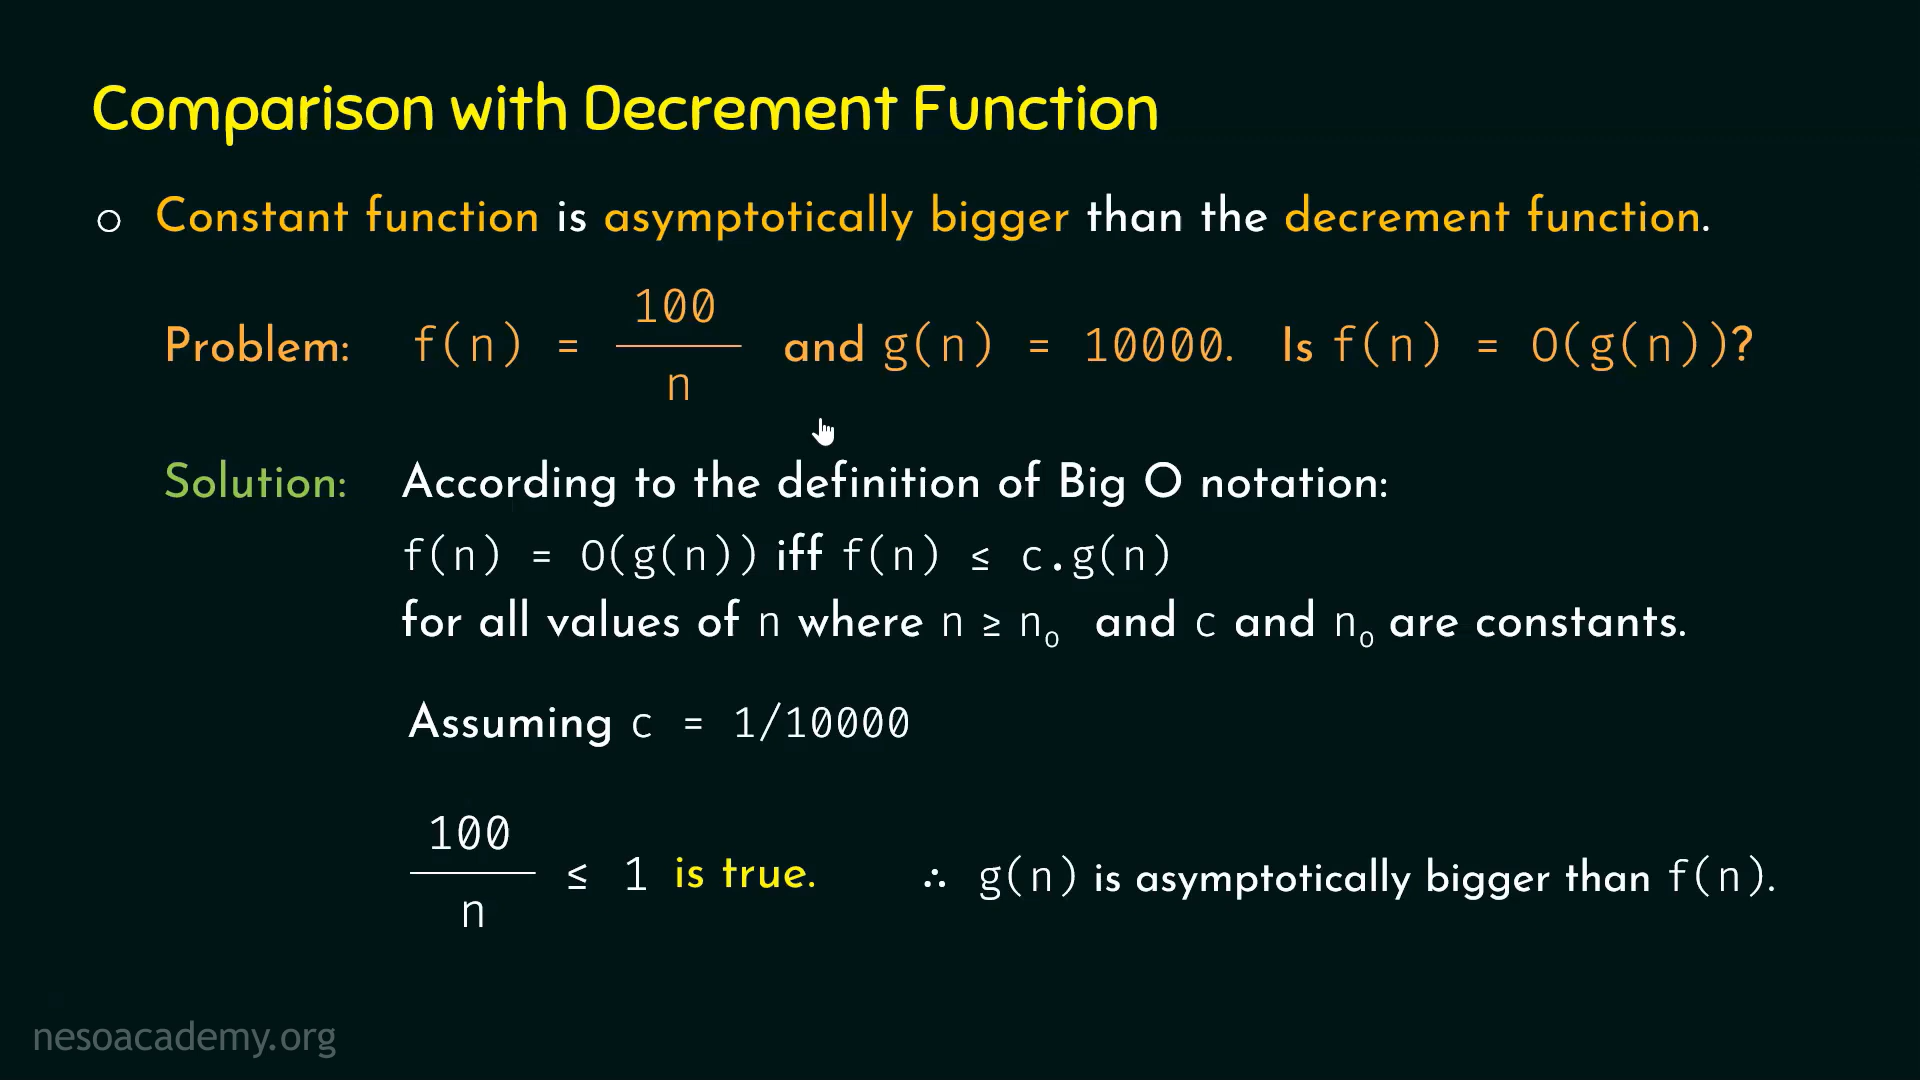 Comparison with Decrement Function
○ Constant function is asymptotically bigger than the decrement function.
Problem: f(n) = 100/n and g(n) = 10000. Is f(n) = O(g(n))?
Solution: According to the definition of Big O notation:
f(n) = O(g(n)) iff f(n) ≤ c.g(n)
for all values of n where n ≥ n₀ and c and n₀ are constants.
Assuming c = 1/10000
100/n ≤ 1 is true. ∴ g(n) is asymptotically bigger than f(n).
nesoacademy.org